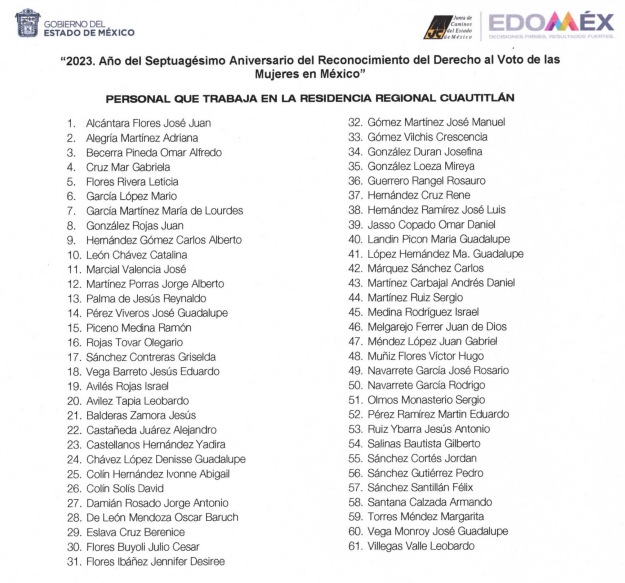 GOBIERNO DEL
ESTADO DE MÉXICO
Junta de
Caminos
del Estado
de México
EDOMÉX
DECISIONES FIRMES, RESULTADOS FUERTES.
“2023. Año del Septuagésimo Aniversario del Reconocimiento del Derecho al Voto de las
Mujeres en México”
PERSONAL QUE TRABAJA EN LA RESIDENCIA REGIONAL CUAUTITLÁN
1. Alcántara Flores José Juan
2. Alegría Martínez Adriana
3. Becerra Pineda Omar Alfredo
4. Cruz Mar Gabriela
5. Flores Rivera Leticia
6. García López Mario
7. García Martínez María de Lourdes
8. González Rojas Juan
9. Hernández Gómez Carlos Alberto
10. León Chávez Catalina
11. Marcial Valencia José
12. Martínez Porras Jorge Alberto
13. Palma de Jesús Reynaldo
14. Pérez Viveros José Guadalupe
15. Piceno Medina Ramón
16. Rojas Tovar Olegario
17. Sánchez Contreras Griselda
18. Vega Barreto Jesús Eduardo
19. Avilés Rojas Israel
20. Avilez Tapia Leobardo
21. Balderas Zamora Jesús
22. Castañeda Juárez Alejandro
23. Castellanos Hernández Yadira
24. Chávez López Denisse Guadalupe
25. Colín Hernández Ivonne Abigail
26. Colín Solís David
27. Damián Rosado Jorge Antonio
28. De León Mendoza Oscar Baruch
29. Eslava Cruz Berenice
30. Flores Buyoli Julio Cesar
31. Flores Ibáñez Jennifer Desiree
32. Gómez Martínez José Manuel
33. Gómez Vilchis Crescencia
34. González Duran Josefina
35. González Loeza Mireya
36. Guerrero Rangel Rosauro
37. Hernández Cruz Rene
38. Hernández Ramírez José Luis
39. Jasso Copado Omar Daniel
40. Landin Picon Maria Guadalupe
41. López Hernández Ma. Guadalupe
42. Márquez Sánchez Carlos
43. Martínez Carbajal Andrés Daniel
44. Martínez Ruiz Sergio
45. Medina Rodríguez Israel
46. Melgarejo Ferrer Juan de Dios
47. Méndez López Juan Gabriel
48. Muñiz Flores Víctor Hugo
49. Navarrete García José Rosario
50. Navarrete García Rodrigo
51. Olmos Monasterio Sergio
52. Pérez Ramírez Martin Eduardo
53. Ruiz Ybarra Jesús Antonio
54. Salinas Bautista Gilberto
55. Sánchez Cortés Jordan
56. Sánchez Gutiérrez Pedro
57. Sánchez Santillán Félix
58. Santana Calzada Armando
59. Torres Méndez Margarita
60. Vega Monroy José Guadalupe
61. Villegas Valle Leobardo